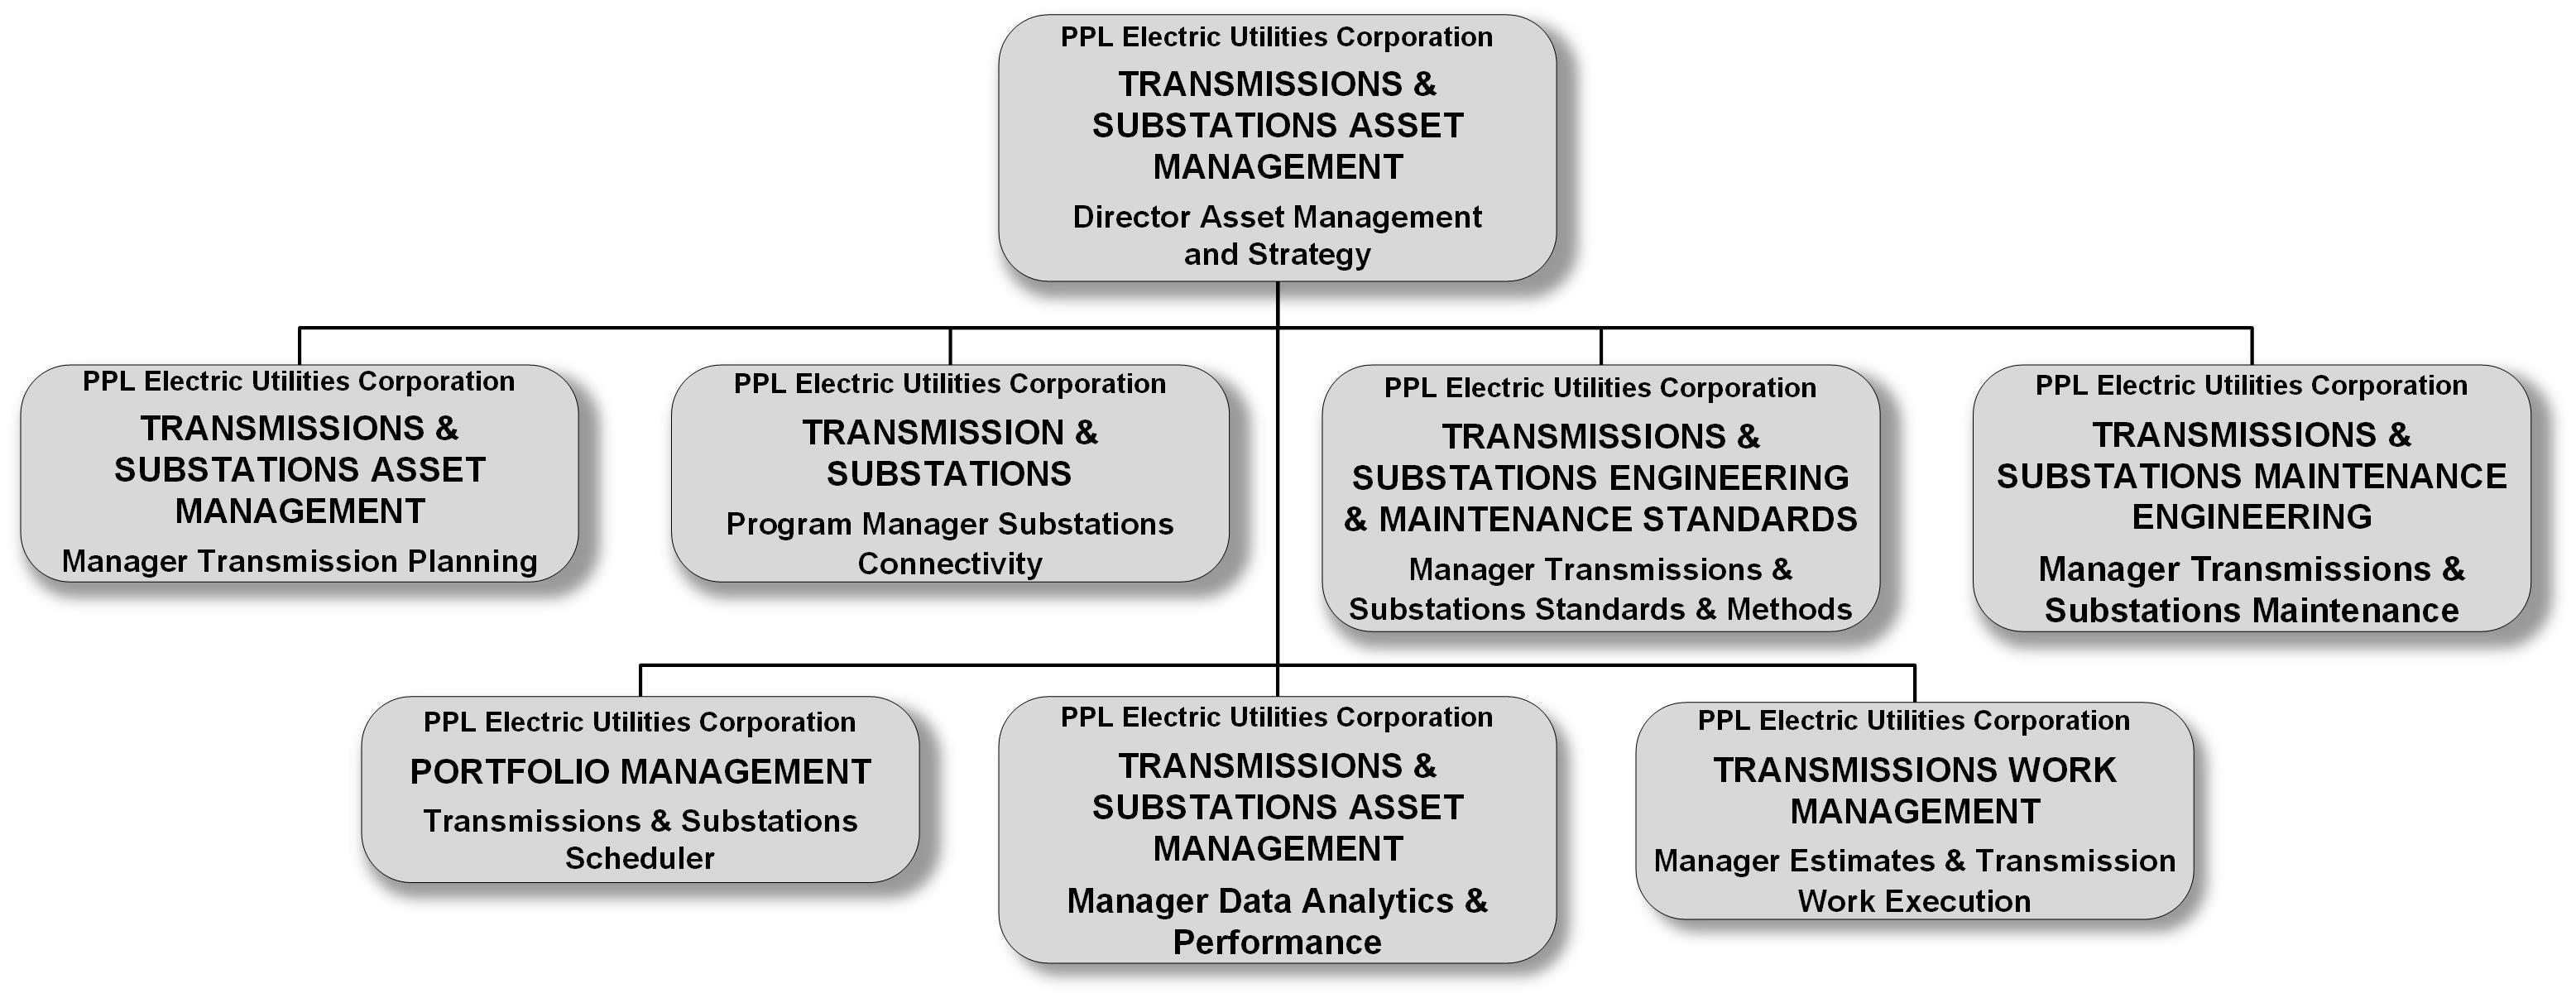 PPL Electric Utilities Corporation
TRANSMISSIONS &
SUBSTATIONS ASSET
MANAGEMENT
Director Asset Management
and Strategy
PPL Electric Utilities Corporation
TRANSMISSIONS &
SUBSTATIONS ASSET
MANAGEMENT
Manager Transmission Planning
PPL Electric Utilities Corporation
TRANSMISSION &
SUBSTATIONS
Program Manager Substations
Connectivity
PPL Electric Utilities Corporation
TRANSMISSIONS &
SUBSTATIONS ENGINEERING
& MAINTENANCE STANDARDS
Manager Transmissions &
Substations Standards & Methods
PPL Electric Utilities Corporation
TRANSMISSIONS &
SUBSTATIONS MAINTENANCE
ENGINEERING
Manager Transmissions &
Substations Maintenance
PPL Electric Utilities Corporation
PORTFOLIO MANAGEMENT
Transmissions & Substations
Scheduler
PPL Electric Utilities Corporation
TRANSMISSIONS &
SUBSTATIONS ASSET
MANAGEMENT
Manager Data Analytics &
Performance
PPL Electric Utilities Corporation
TRANSMISSIONS WORK
MANAGEMENT
Manager Estimates & Transmission
Work Execution